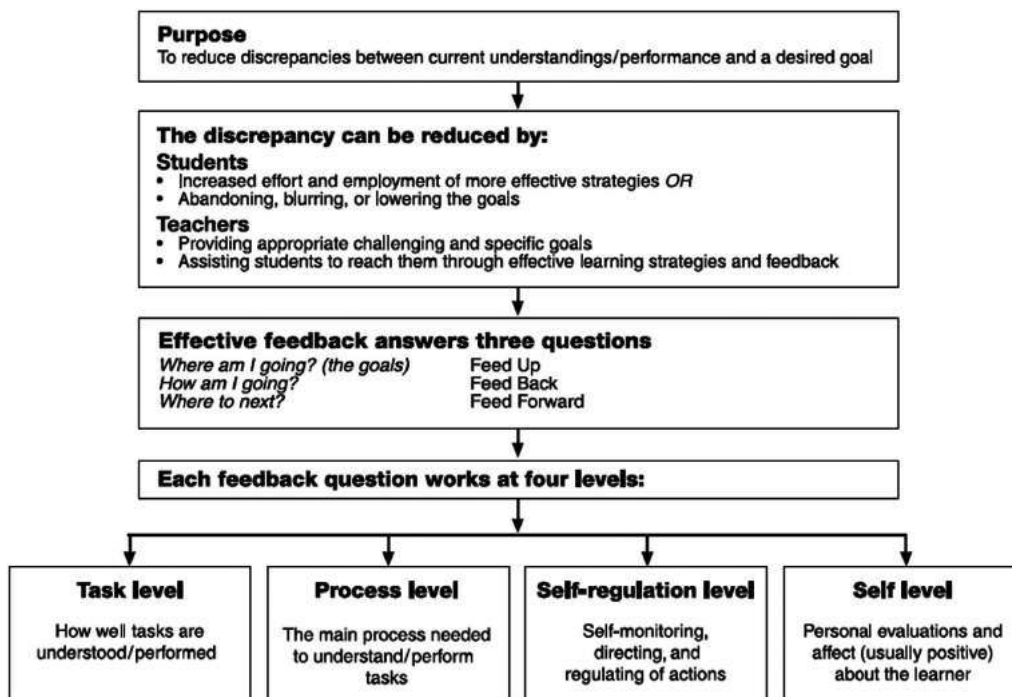 Purpose
To reduce discrepancies between current understandings/performance and a desired goal
The discrepancy can be reduced by:
Students
• Increased effort and employment of more effective strategies OR
• Abandoning, blurring, or lowering the goals
Teachers
• Providing appropriate challenging and specific goals
• Assisting students to reach them through effective learning strategies and feedback
Effective feedback answers three questions
Where am I going? (the goals) Feed Up
How am I going? Feed Back
Where to next? Feed Forward
Each feedback question works at four levels:
Task level
How well tasks are
understood/performed
Process level
The main process needed
to understand/perform
tasks
Self-regulation level
Self-monitoring,
directing, and
regulating of actions
Self level
Personal evaluations and
affect (usually positive)
about the learner